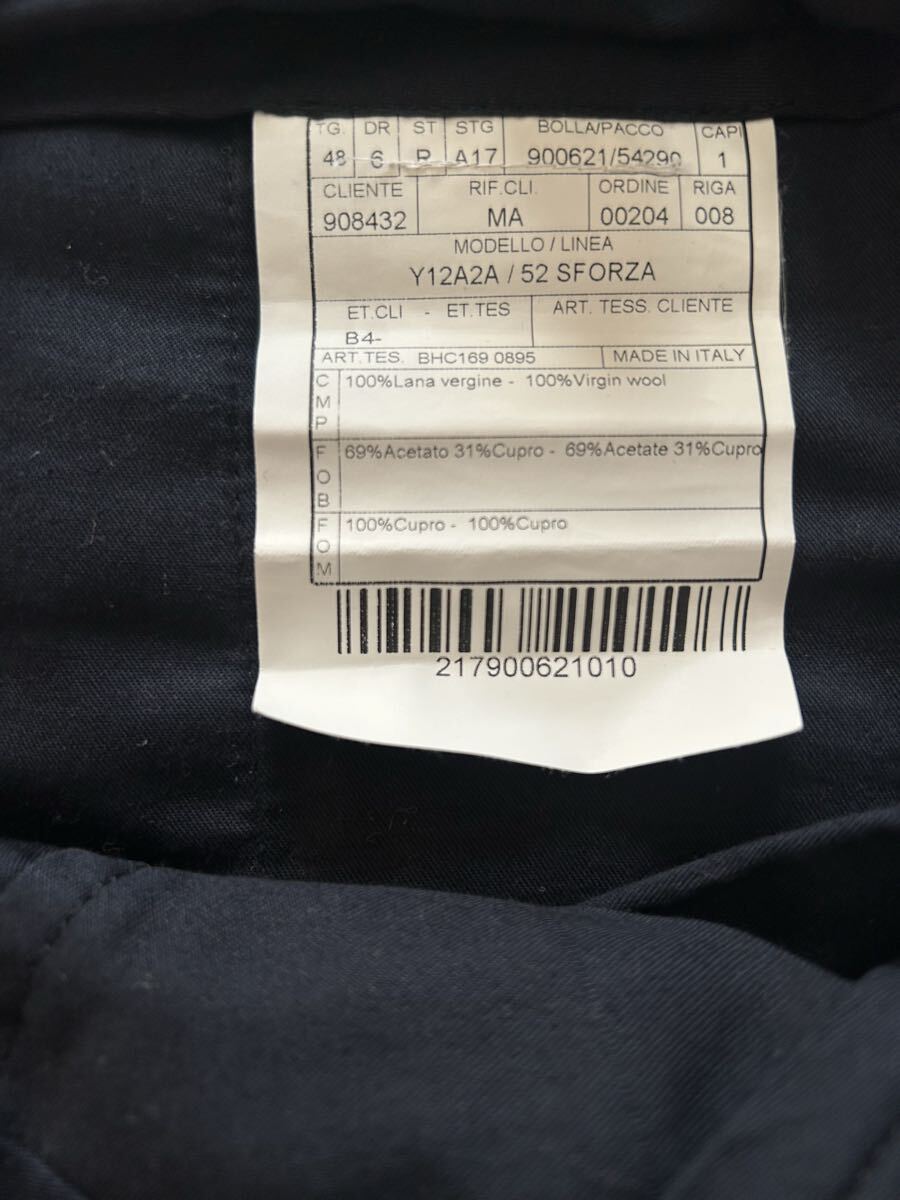 TG. DR ST STG BOLLA/PACCO CAPI
48 6 R A17 900621/54290 1
CLIENTE RIF.CLI. ORDINE RIGA
908432 MA 00204 008
MODELLO / LINEA
Y12A2A / 52 SFORZA
ET.CLI - ET.TES ART. TESS. CLIENTE
B4-
ART.TES. BHC169 0895 MADE IN ITALY
CMP 100%Lana vergine - 100%Virgin wool
FOB 69%Acetato 31%Cupro - 69%Acetate 31%Cupro
FOM 100%Cupro - 100%Cupro
217900621010